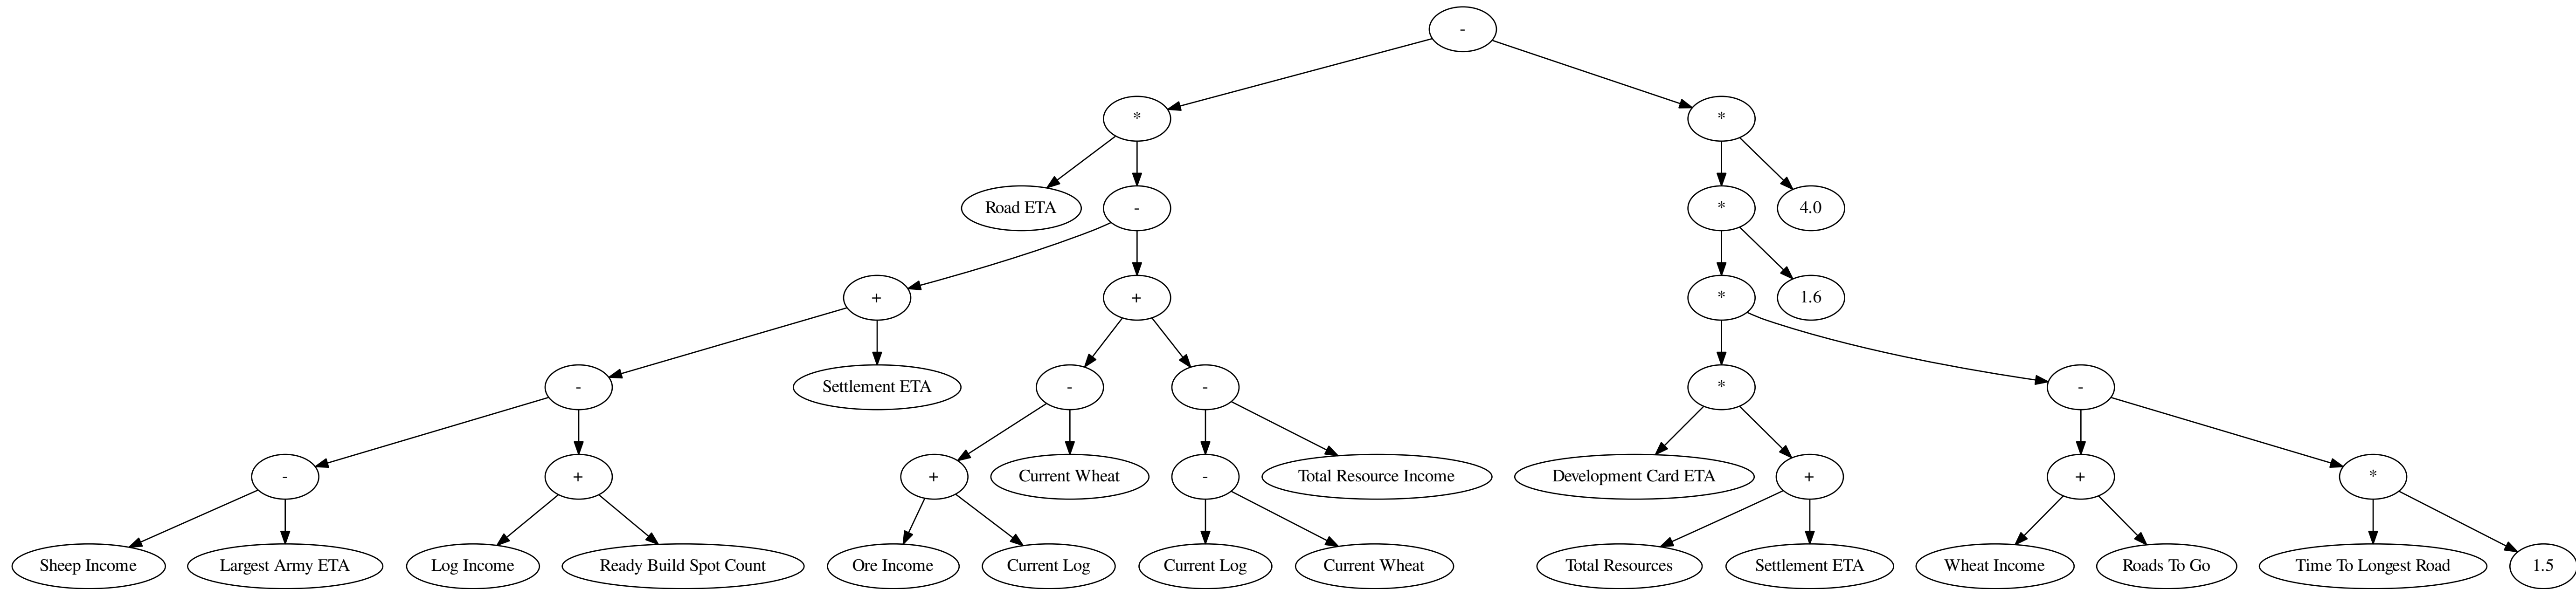 -
* *
Road ETA - * 4.0
+ + * 1.6
- Settlement ETA - - * -
- + + Current Wheat - Total Resource Income Development Card ETA + + *
Sheep Income Largest Army ETA Log Income Ready Build Spot Count Ore Income Current Log Current Log Current Wheat Total Resources Settlement ETA Wheat Income Roads To Go Time To Longest Road 1.5